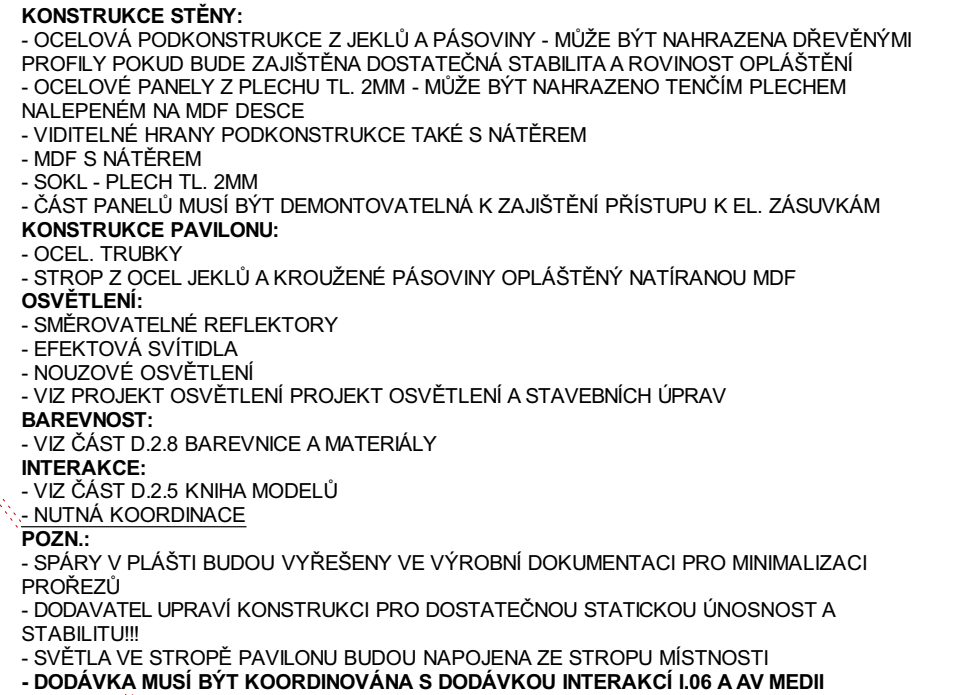 KONSTRUKCE STĚNY:
- OCELOVÁ PODKONSTRUKCE Z JEKLŮ A PÁSOVINY - MŮŽE BÝT NAHRAZENA DŘEVĚNÝMI
PROFILY POKUD BUDE ZAJIŠTĚNA DOSTATEČNÁ STABILITA A ROVINOST OPLÁŠTĚNÍ
- OCELOVÉ PANELY Z PLECHU TL. 2MM - MŮŽE BÝT NAHRAZENO TENČÍM PLECHEM
NALEPENÉM NA MDF DESCE
- VIDITELNÉ HRANY PODKONSTRUKCE TAKÉ S NÁTĚREM
- MDF S NÁTĚREM
- SOKL - PLECH TL. 2MM
- ČÁST PANELŮ MUSÍ BÝT DEMONTOVATELNÁ K ZAJIŠTĚNÍ PŘÍSTUPU K EL. ZÁSUVKÁM
KONSTRUKCE PAVILONU:
- OCEL. TRUBKY
- STROP Z OCEL JEKLŮ A KROUŽENÉ PÁSOVINY OPLÁŠTĚNÝ NATÍRANOU MDF
OSVĚTLENÍ:
- SMĚROVATELNÉ REFLEKTORY
- EFEKTOVÁ SVÍTIDLA
- NOUZOVÉ OSVĚTLENÍ
- VIZ PROJEKT OSVĚTLENÍ PROJEKT OSVĚTLENÍ A STAVEBNÍCH ÚPRAV
BAREVNOST:
- VIZ ČÁST D.2.8 BAREVNICE A MATERIÁLY
INTERAKCE:
- VIZ ČÁST D.2.5 KNIHA MODELŮ
- NUTNÁ KOORDINACE
POZN.:
- SPÁRY V PLÁŠTI BUDOU VYŘEŠENY VE VÝROBNÍ DOKUMENTACI PRO MINIMALIZACI
PROŘEZŮ
- DODAVATEL UPRAVÍ KONSTRUKCI PRO DOSTATEČNOU STATICKOU ÚNOSNOST A
STABILITU!!!
- SVĚTLA VE STROPĚ PAVILONU BUDOU NAPOJENA ZE STROPU MÍSTNOSTI
- DODÁVKA MUSÍ BÝT KOORDINOVÁNA S DODÁVKOU INTERAKCÍ I.06 A AV MEDII